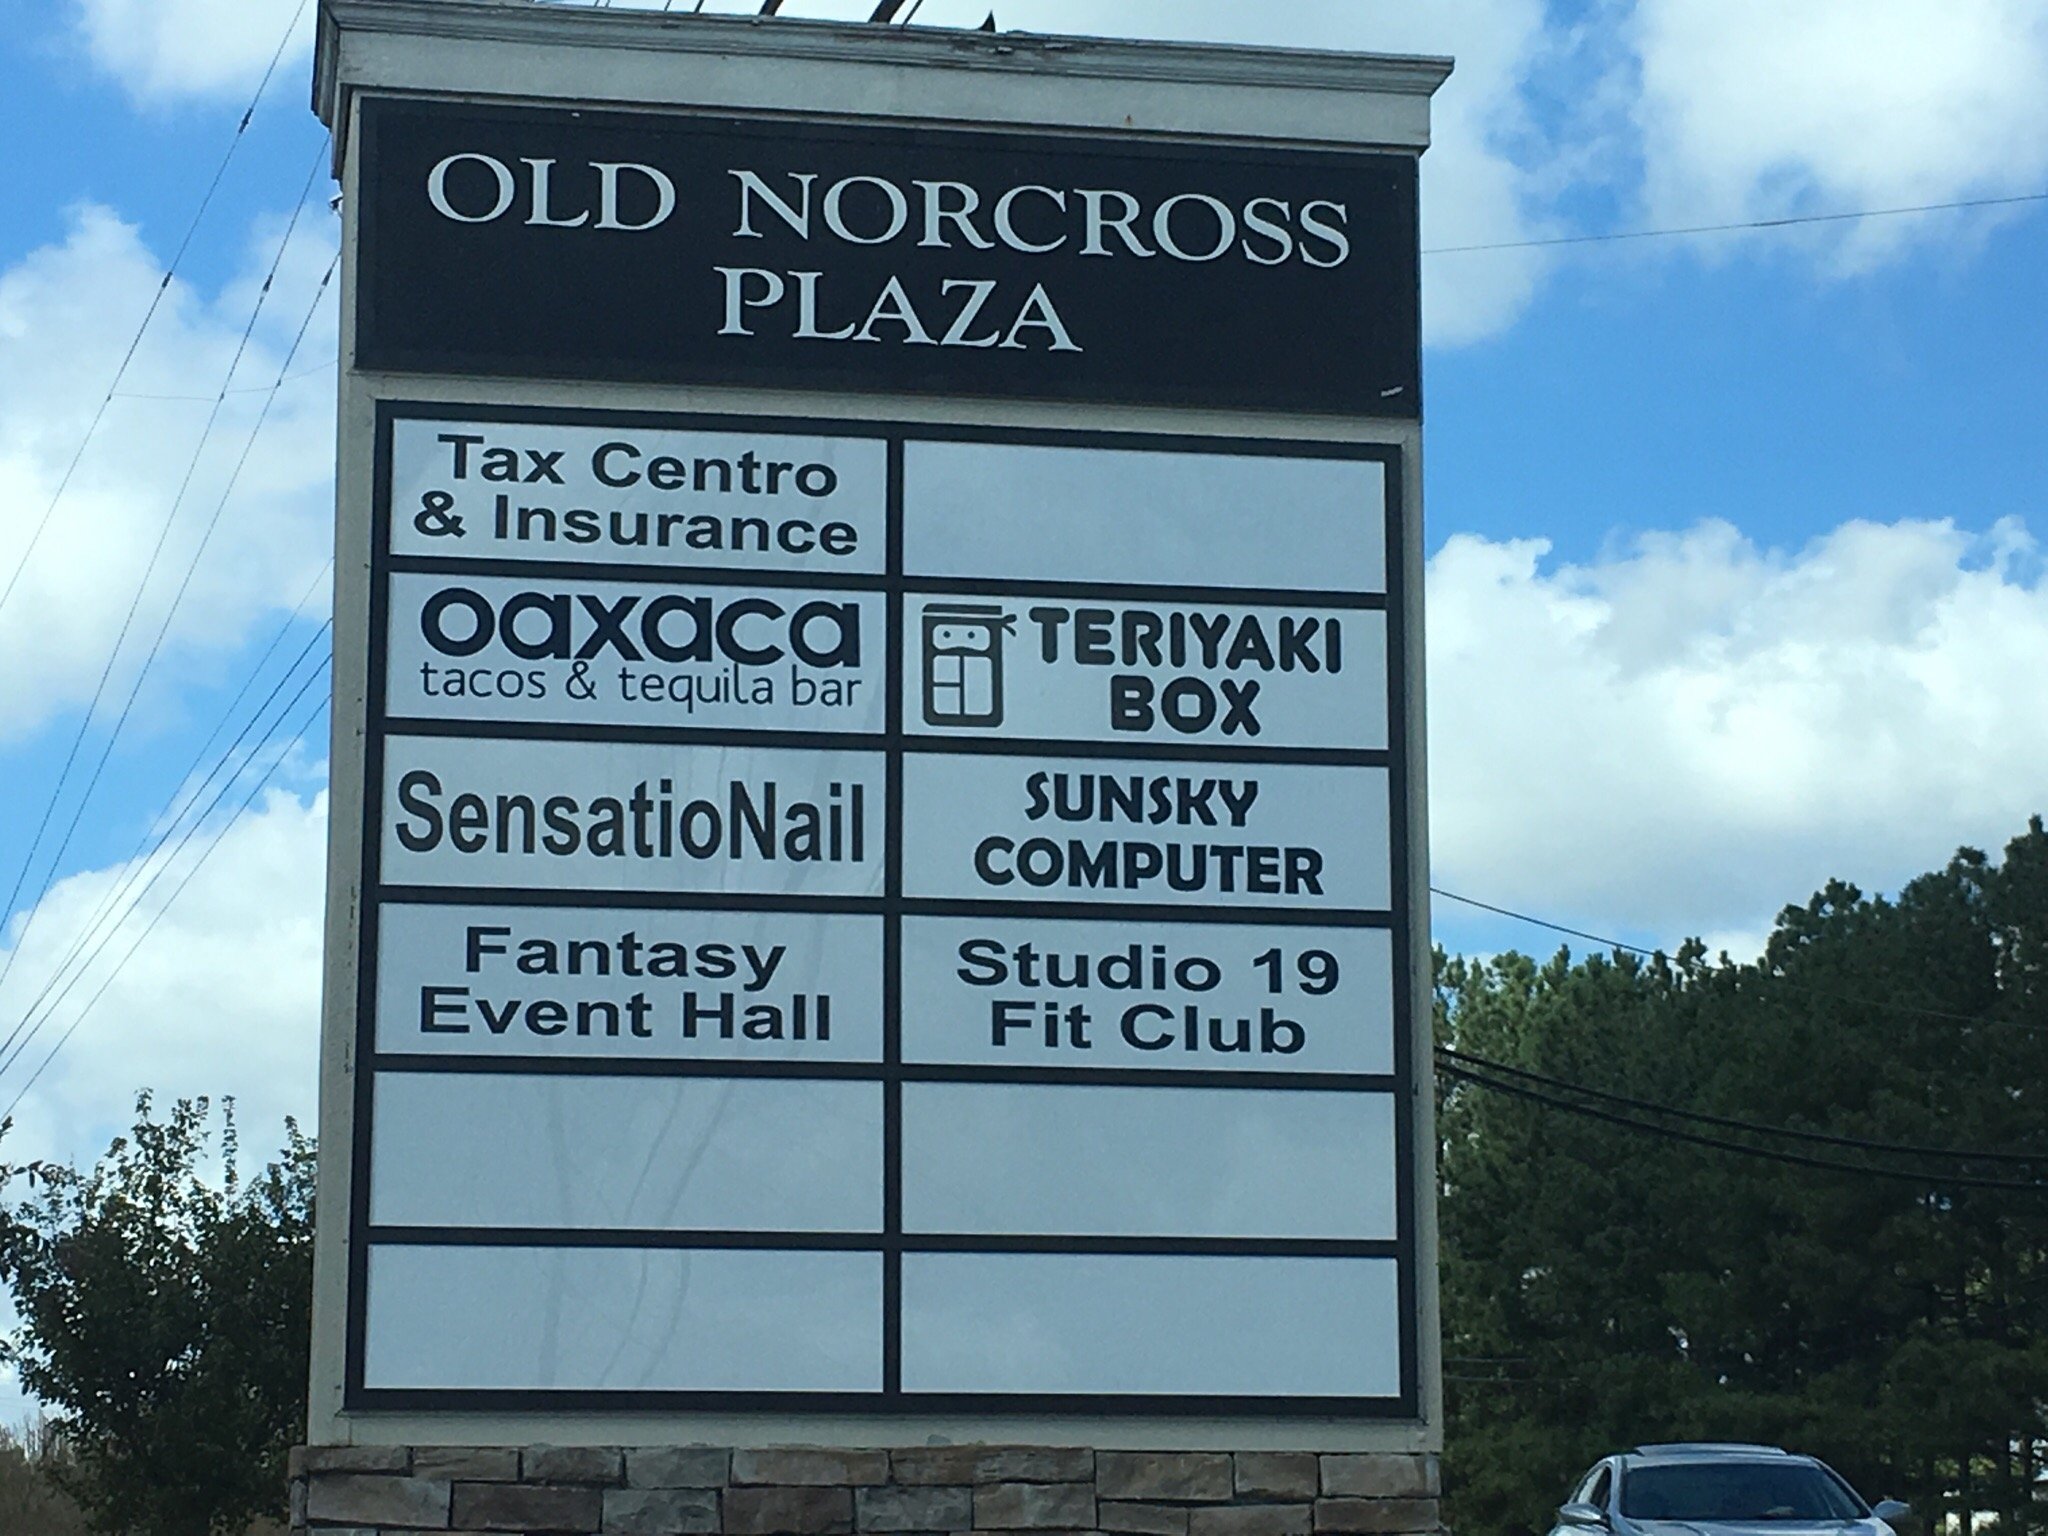 OLD NORCROSS
PLAZA
Tax Centro
& Insurance
oaxaca
tacos & tequila bar
TERIYAKI
BOX
SensatioNail
SUNSKY
COMPUTER
Fantasy
Event Hall
Studio 19
Fit Club